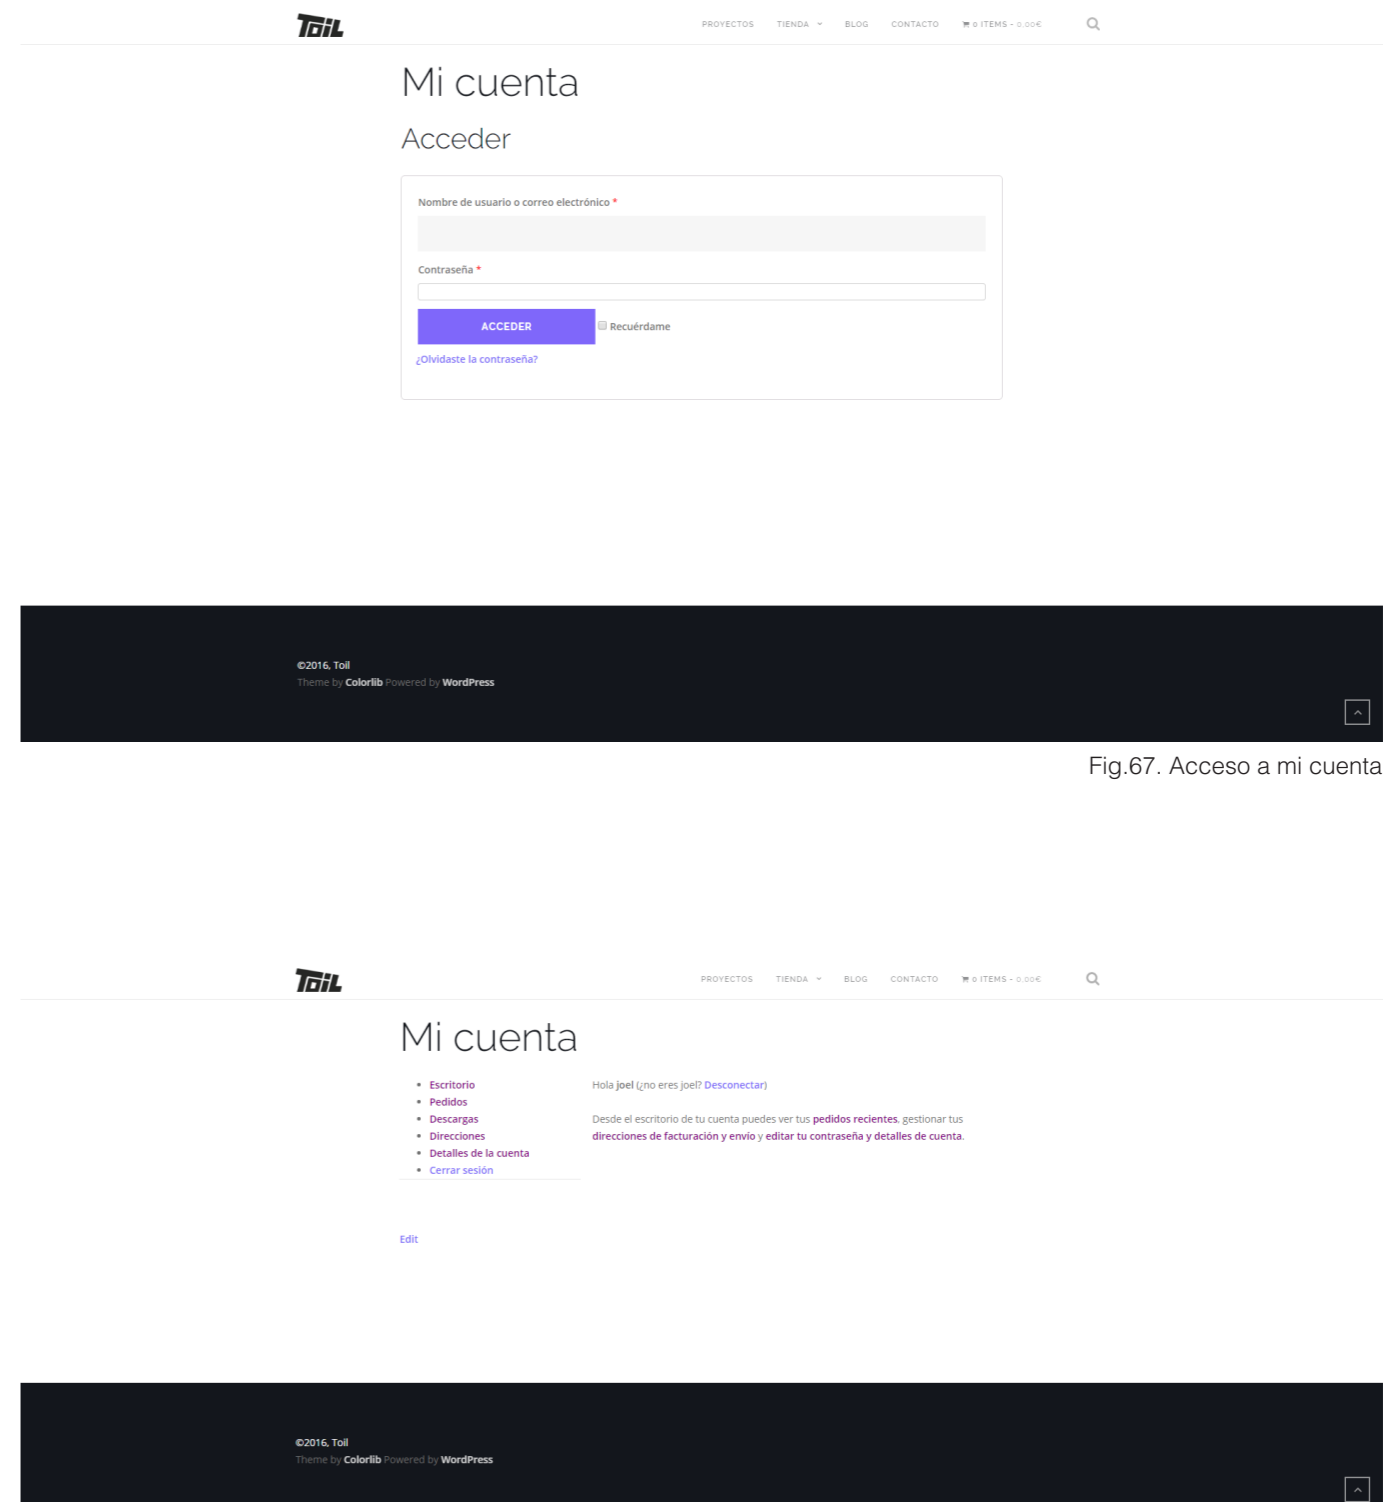 Toil
PROYECTOS TIENDA BLOG CONTACTO 0 ITEMS - 0.00€
Mi cuenta
Acceder
Nombre de usuario o correo electrónico *
Contraseña *
ACCEDER Recuérdame
¿Olvidaste la contraseña?
©2016, Toil
Theme by Colorlib Powered by WordPress
Fig.67. Acceso a mi cuenta
Toil
PROYECTOS TIENDA BLOG CONTACTO 0 ITEMS - 0.00€
Mi cuenta
Escritorio
Pedidos
Descargas
Direcciones
Detalles de la cuenta
Cerrar sesión
Hola joel (¿no eres joel? Desconectar)
Desde el escritorio de tu cuenta puedes ver tus pedidos recientes, gestionar tus
direcciones de facturación y envío y editar tu contraseña y detalles de cuenta.
Edit
©2016, Toil
Theme by Colorlib Powered by WordPress